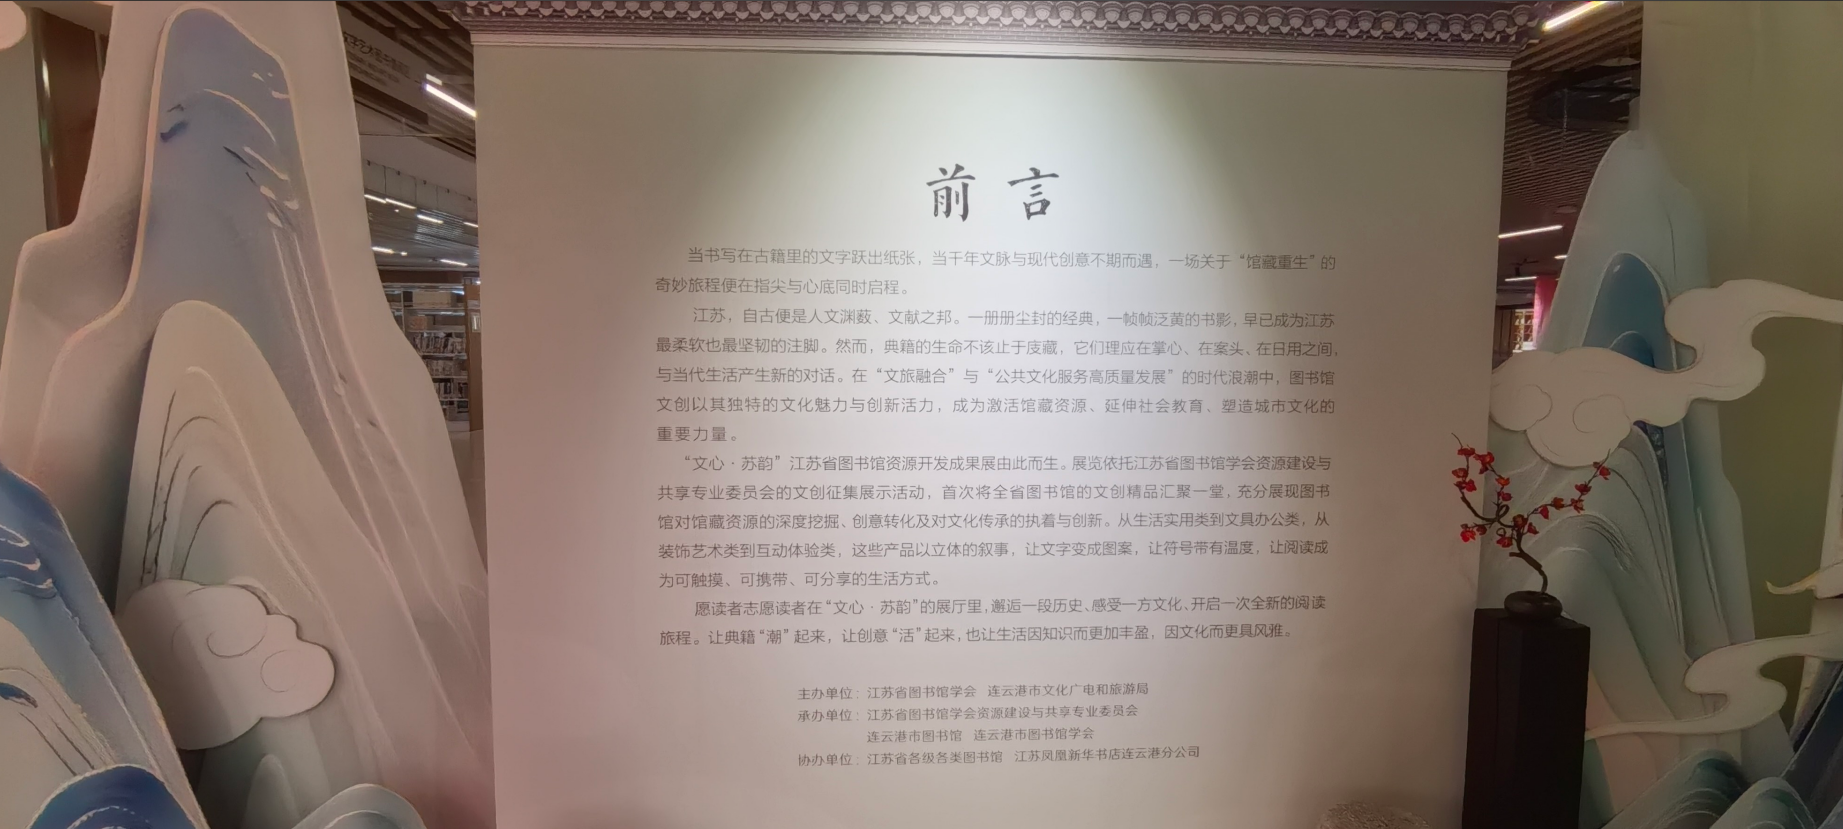 前言
当书写在古籍里的文字跃出纸张，当千年文脉与现代创意不期而遇，一场关于“馆藏重生”的
奇妙旅程便在指尖与心底同时启程。
江苏，自古便是人文渊薮、文献之邦。一册册尘封的经典，一帧帧泛黄的书影，早已成为江苏
最柔软也最坚韧的注脚。然而，典籍的生命不该止于庋藏，它们理应在掌心、在案头、在日用之间，
与当代生活产生新的对话。在“文旅融合”与“公共文化服务高质量发展”的时代浪潮中，图书馆
文创以其独特的文化魅力与创新活力，成为激活馆藏资源、延伸社会教育、塑造城市文化的
重要力量。
“文心·苏韵”江苏省图书馆资源开发成果展由此而生。展览依托江苏省图书馆学会资源建设与
共享专业委员会的文创征集展示活动，首次将全省图书馆的文创精品汇聚一堂，充分展现图书
馆对馆藏资源的深度挖掘、创意转化及对文化传承的执着与创新。从生活实用类到文具办公类，从
装饰艺术类到互动体验类，这些产品以立体的叙事，让文字变成图案，让符号带有温度，让阅读成
为可触摸、可携带、可分享的生活方式。
愿读者志愿读者在“文心·苏韵”的展厅里，邂逅一段历史、感受一方文化、开启一次全新的阅读
旅程。让典籍“潮”起来，让创意“活”起来，也让生活因知识而更加丰盈，因文化而更具风雅。
主办单位：江苏省图书馆学会 连云港市文化广电和旅游局
承办单位：江苏省图书馆学会资源建设与共享专业委员会
连云港市图书馆 连云港市图书馆学会
协办单位：江苏省各级各类图书馆 江苏凤凰新华书店连云港分公司